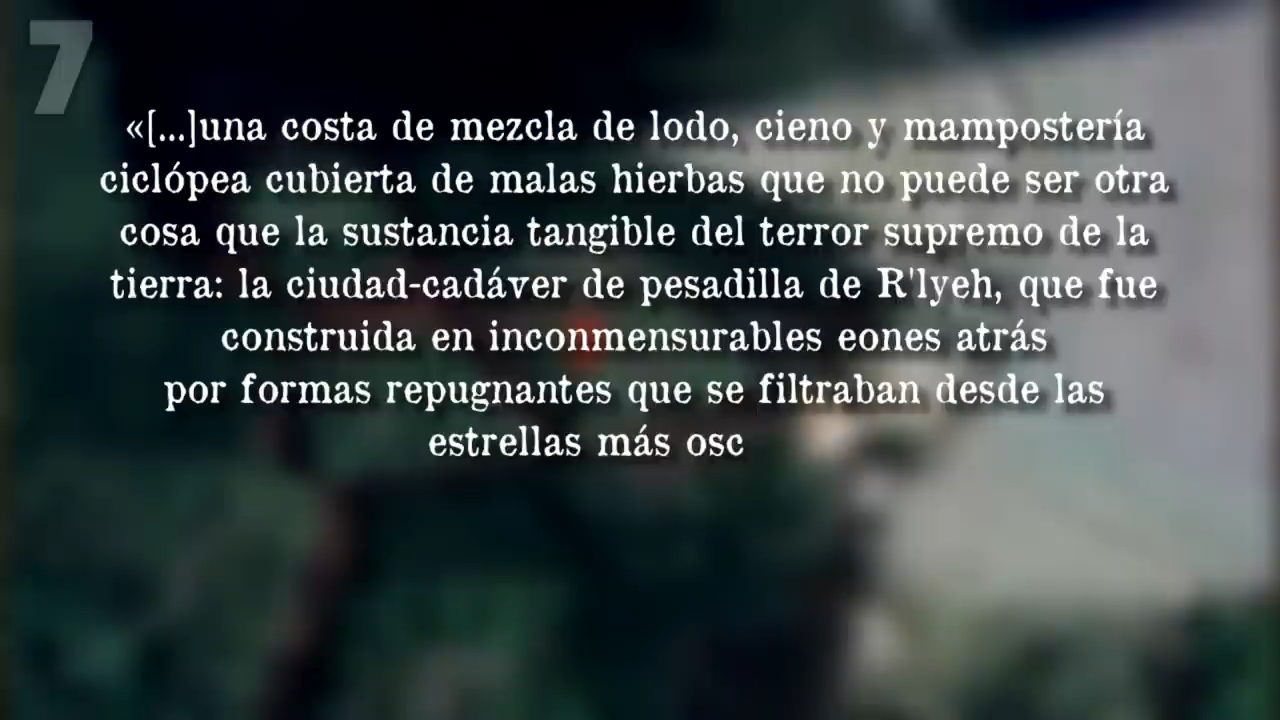 7
«[...]una costa de mezcla de lodo, cieno y mampostería
ciclópea cubierta de malas hierbas que no puede ser otra
cosa que la sustancia tangible del terror supremo de la
tierra: la ciudad-cadáver de pesadilla de R'lyeh, que fue
construida en inconmensurables eones atrás
por formas repugnantes que se filtraban desde las
estrellas más osc